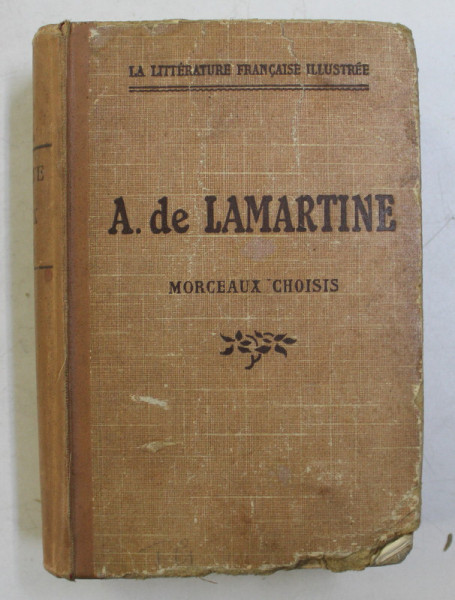 LA LITTÉRATURE FRANÇAISE ILLUSTRÉE
A. de LAMARTINE
MORCEAUX CHOISIS